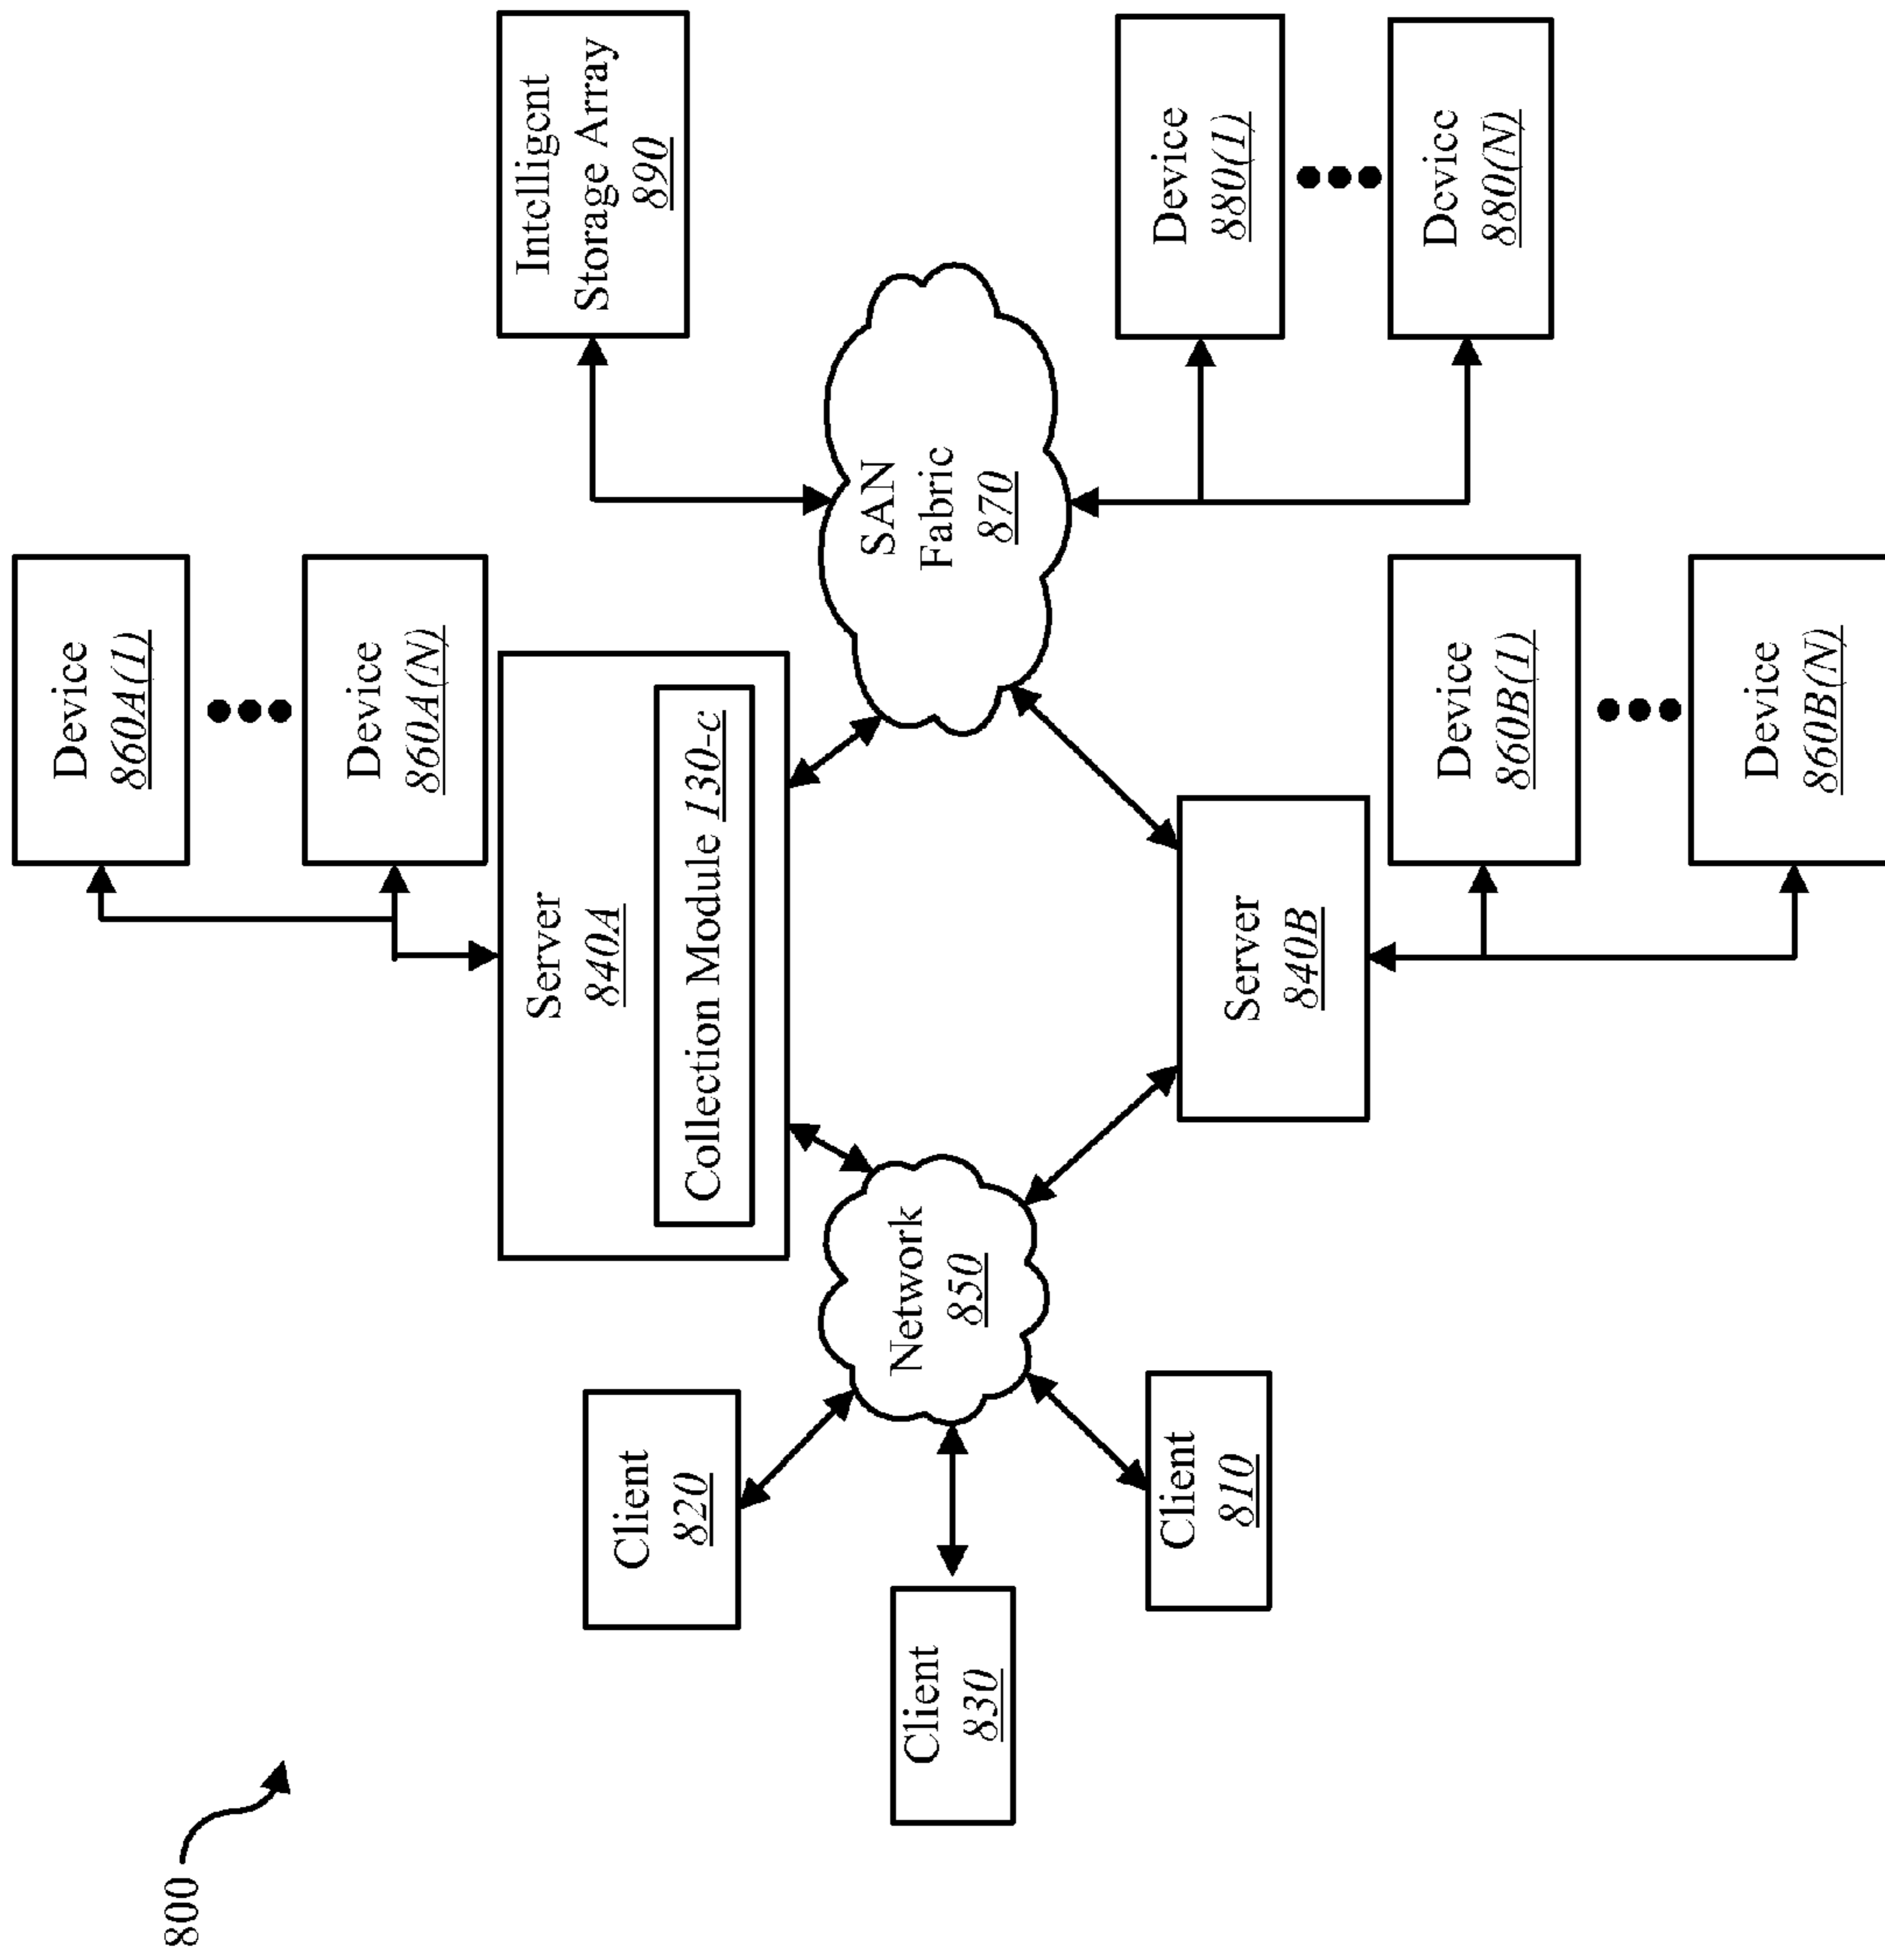 800
Device
860A(1)
Device
860A(N)
Intelligent
Storage Array
890
Server
840A
Collection Module 130-c
Client
820
Client
830
Client
810
Network
850
SAN
Fabric
870
Server
840B
Device
880(1)
Device
880(N)
Device
860B(1)
Device
860B(N)